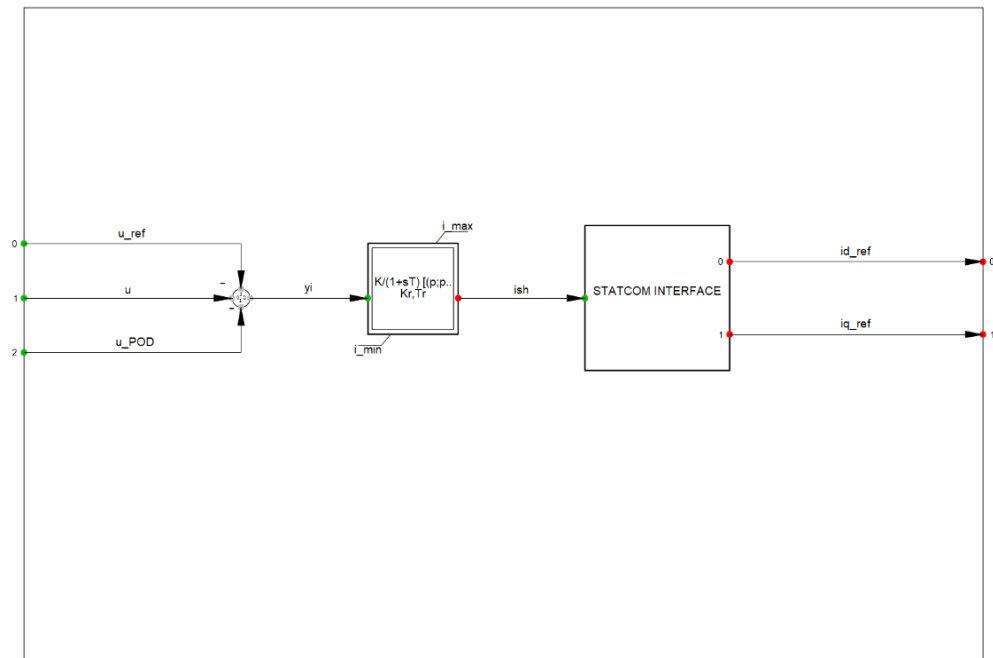 i_max
u_ref
0
-
K/(1+sT) [(p;p..
Kr,Tr
0
id_ref
0
STATCOM INTERFACE
1
u
yi
ish
-
1
iq_ref
1
u_POD
2
i_min